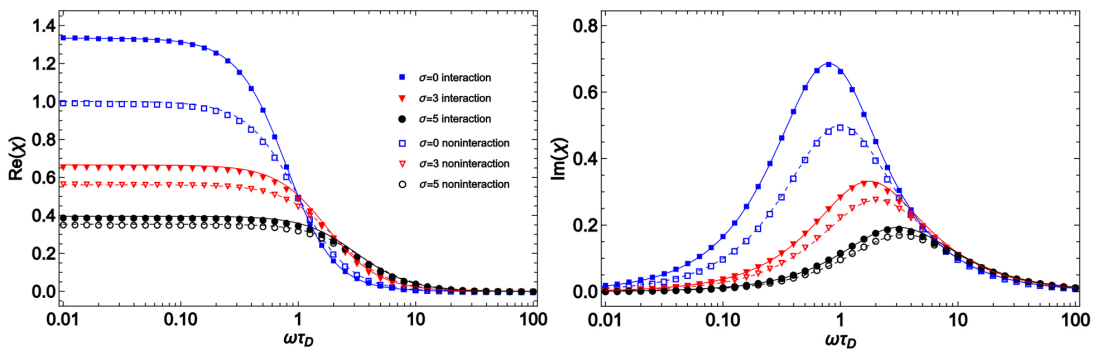 Re(χ)
1.4
1.2
1.0
0.8
0.6
0.4
0.2
0.0
0.01
0.10
1
10
100
ωτD
σ=0 interaction
σ=3 interaction
σ=5 interaction
σ=0 noninteraction
σ=3 noninteraction
σ=5 noninteraction
Im(χ)
0.8
0.6
0.4
0.2
0.0
0.01
0.10
1
10
100
ωτD